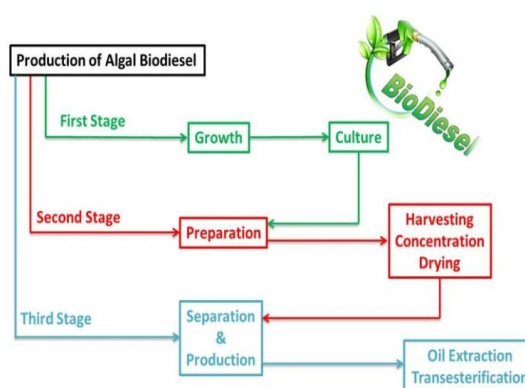 Production of Algal Biodiesel
BioDiesel
First Stage
Growth
Culture
Second Stage
Preparation
Harvesting
Concentration
Drying
Third Stage
Separation
&
Production
Oil Extraction
Transesterification